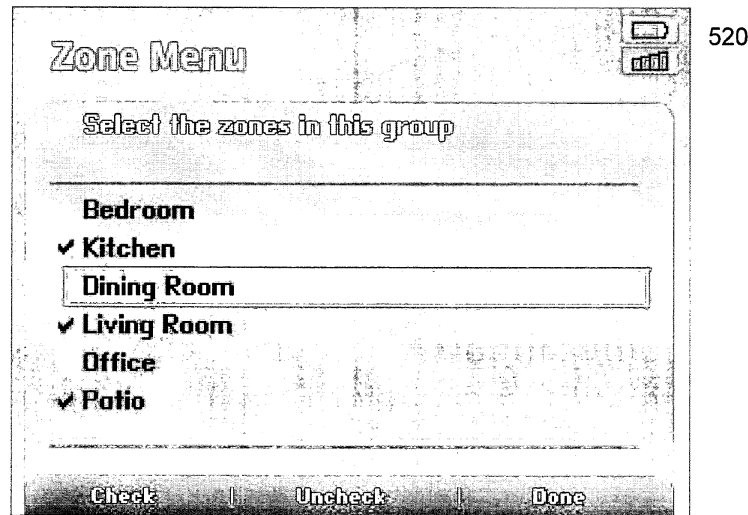 520
Zone Menu
Select the zones in this group
Bedroom
✔ Kitchen
Dining Room
✔ Living Room
Office
✔ Patio
Check | Uncheck | Done